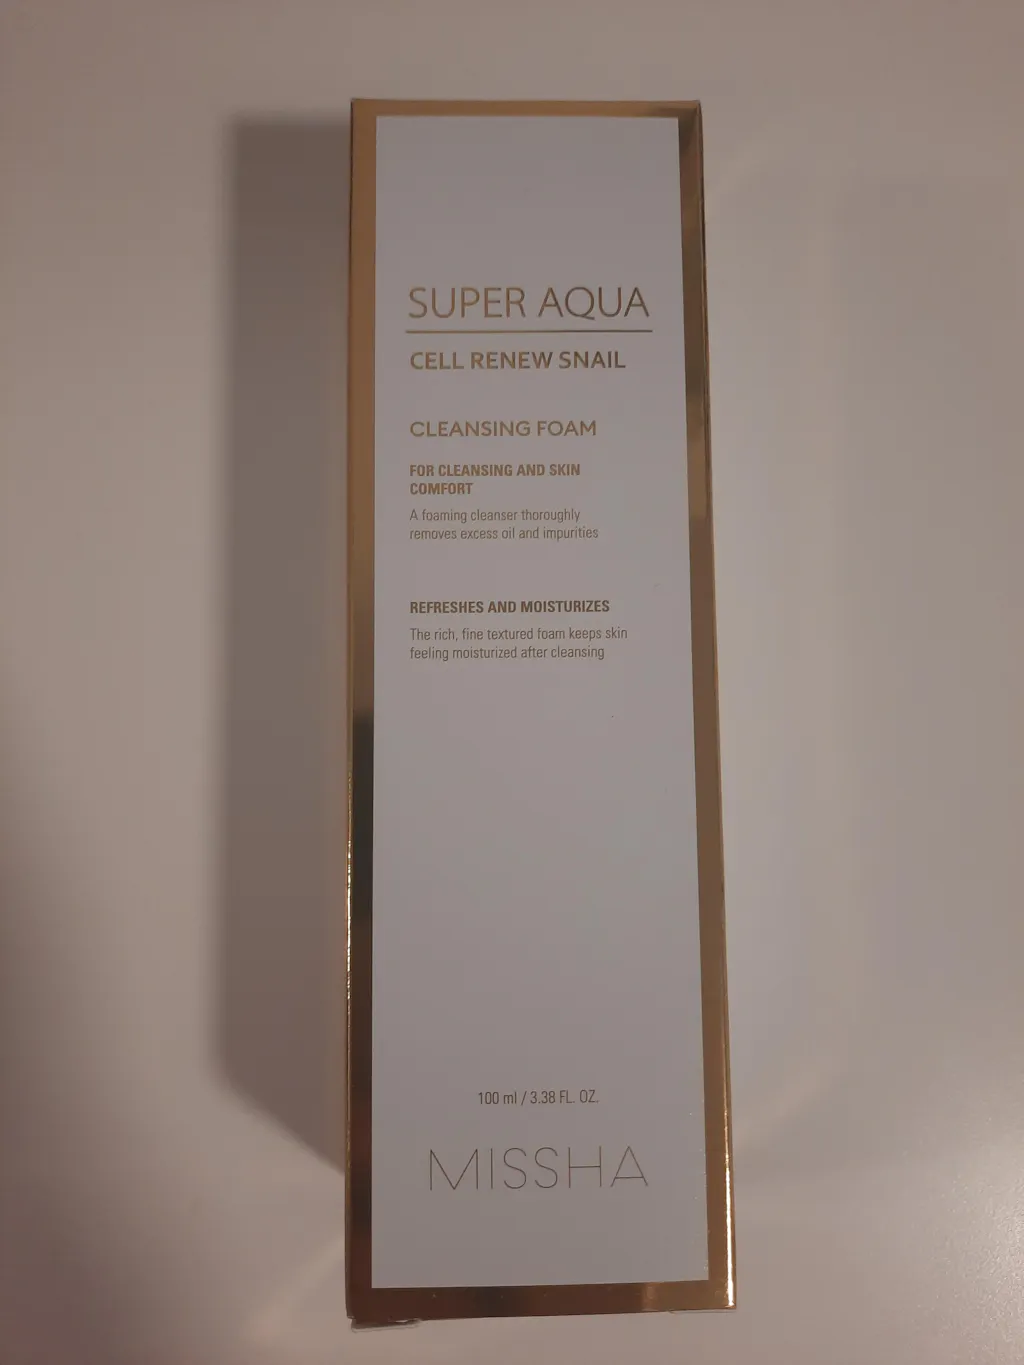 SUPER AQUA
CELL RENEW SNAIL
CLEANSING FOAM
FOR CLEANSING AND SKIN
COMFORT
A foaming cleanser thoroughly
removes excess oil and impurities
REFRESHES AND MOISTURIZES
The rich, fine textured foam keeps skin
feeling moisturized after cleansing
100 ml / 3.38 FL. OZ.
MISSHA